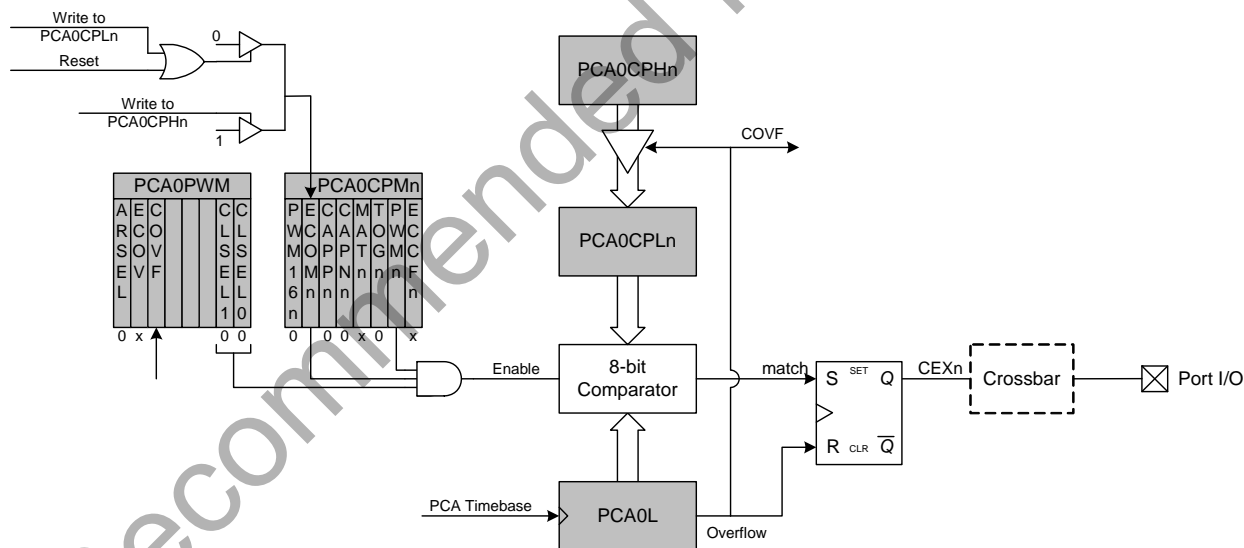 Write to
PCA0CPLn
Reset
0
Write to
PCA0CPHn
1
PCA0CPHn
COVF
PCA0PWM
ARSEL
ECOV
COVF
CLSEL1
CLSEL0
0 x 0 0
PCA0CPMn
PWM16n
ECOMn
CAPPn
CAPNn
MATn
TOGn
PWMn
ECCFn
0 0 0 x 0 x
PCA0CPLn
Enable
8-bit
Comparator
match
S SET Q
R CLR Q
CEXn
Crossbar
Port I/O
PCA Timebase
PCA0L
Overflow
ecommended